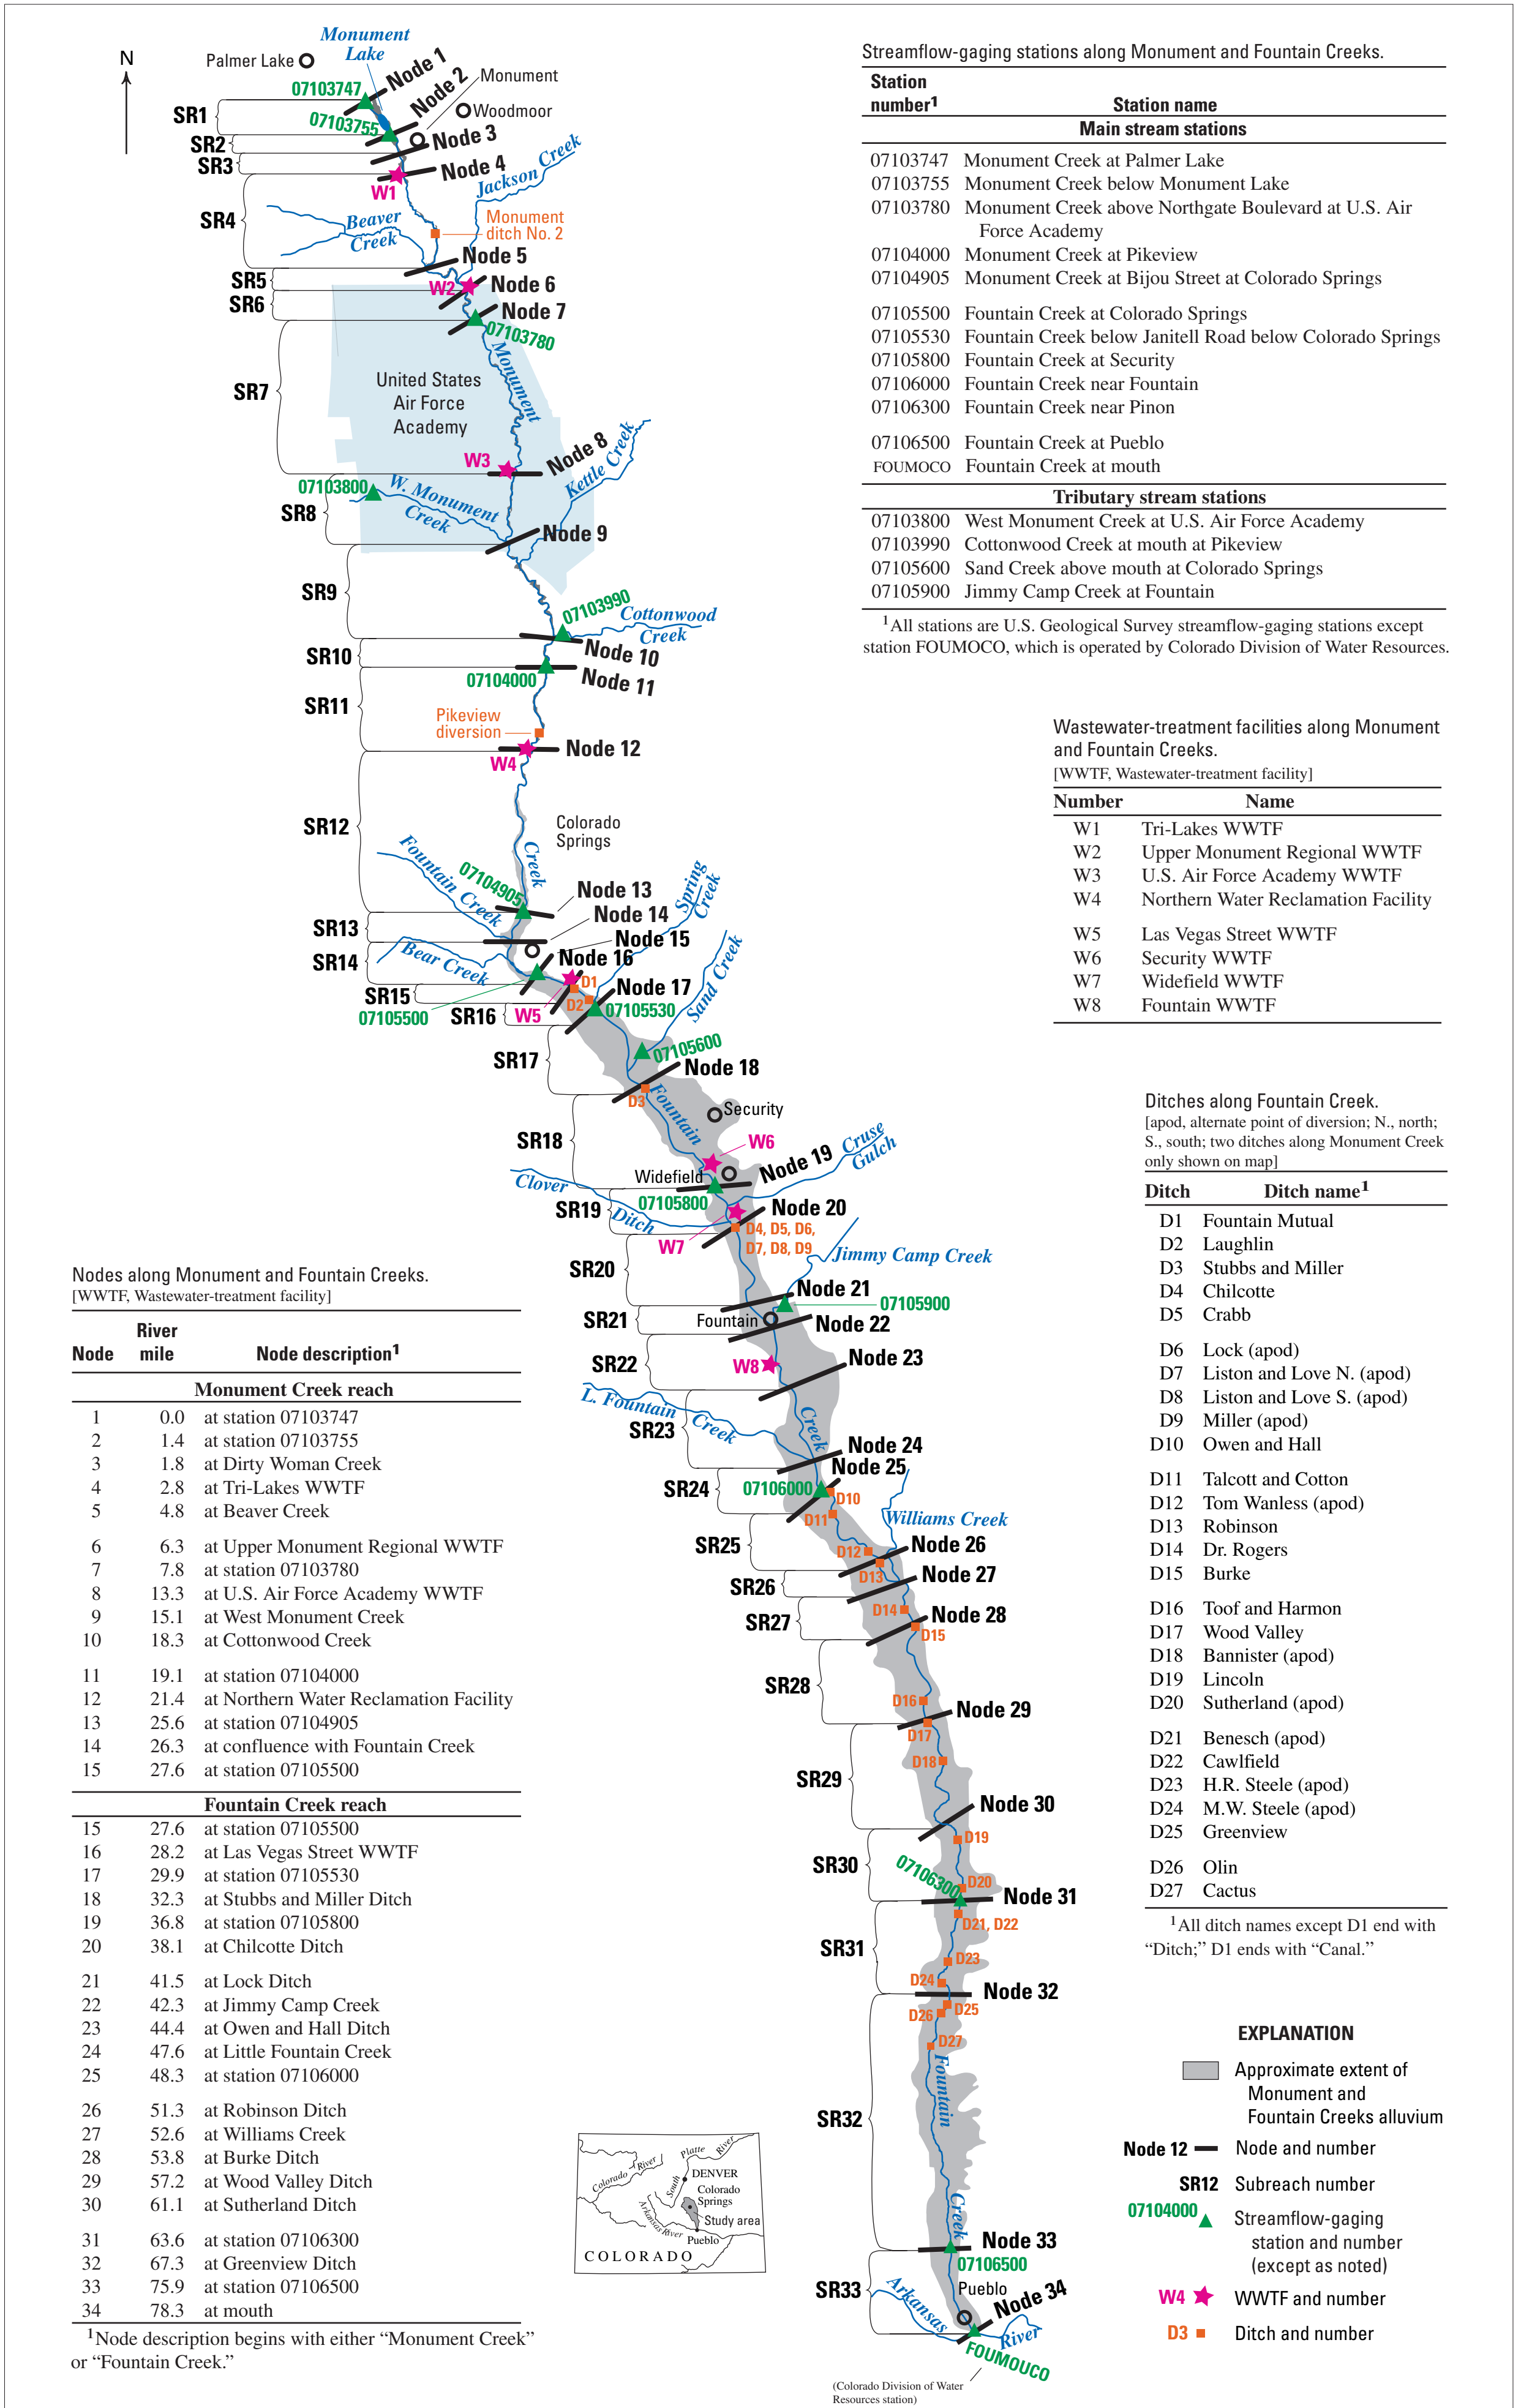 N
Palmer Lake
Monument
Lake
07103747
Node 1
Node 2
Monument
Woodmoor
SR1
07103755
SR2
Node 3
SR3
Node 4
W1
Jackson Creek
SR4
Beaver
Creek
Monument
ditch No. 2
Node 5
SR5
W2
Node 6
SR6
Node 7
07103780
Monument
SR7
United States
Air Force
Academy
W3
Node 8
Kettle Creek
07103800
W. Monument
Creek
SR8
Node 9
SR9
07103990
Cottonwood
Creek
SR10
Node 10
07104000
Node 11
SR11
Pikeview
diversion
Node 12
W4
SR12
Colorado
Springs
Creek
Fountain Creek
07104905
Spring
Creek
Node 13
SR13
Node 14
Node 15
SR14
Bear Creek
Node 16
D1
SR15
D2
Node 17
Sand Creek
07105500
SR16
W5
07105530
SR17
07105600
Node 18
D3
Fountain
Security
SR18
W6
Cruse
Gulch
Widefield
Node 19
Clover
Ditch
07105800
SR19
Node 20
W7
D4, D5, D6,
D7, D8, D9
Jimmy Camp Creek
SR20
Node 21
07105900
SR21
Fountain
Node 22
SR22
W8
Node 23
L. Fountain
Creek
SR23
Creek
Node 24
Node 25
SR24
07106000
D10
D11
Williams Creek
SR25
D12
Node 26
D13
SR26
Node 27
SR27
D14
Node 28
D15
SR28
D16
Node 29
D17
D18
SR29
Node 30
D19
SR30
07106300
D20
Node 31
D21, D22
SR31
D23
D24
Node 32
D25
D26
D27
Fountain
SR32
Creek
Node 33
07106500
SR33
Pueblo
Node 34
Arkansas
River
FOUMOUCO
(Colorado Division of Water
Resources station)
Streamflow-gaging stations along Monument and Fountain Creeks.
Station
number1 Station name
Main stream stations
07103747 Monument Creek at Palmer Lake
07103755 Monument Creek below Monument Lake
07103780 Monument Creek above Northgate Boulevard at U.S. Air
Force Academy
07104000 Monument Creek at Pikeview
07104905 Monument Creek at Bijou Street at Colorado Springs
07105500 Fountain Creek at Colorado Springs
07105530 Fountain Creek below Janitell Road below Colorado Springs
07105800 Fountain Creek at Security
07106000 Fountain Creek near Fountain
07106300 Fountain Creek near Pinon
07106500 Fountain Creek at Pueblo
FOUMOCO Fountain Creek at mouth
Tributary stream stations
07103800 West Monument Creek at U.S. Air Force Academy
07103990 Cottonwood Creek at mouth at Pikeview
07105600 Sand Creek above mouth at Colorado Springs
07105900 Jimmy Camp Creek at Fountain
1All stations are U.S. Geological Survey streamflow-gaging stations except
station FOUMOCO, which is operated by Colorado Division of Water Resources.
Wastewater-treatment facilities along Monument
and Fountain Creeks.
[WWTF, Wastewater-treatment facility]
Number Name
W1 Tri-Lakes WWTF
W2 Upper Monument Regional WWTF
W3 U.S. Air Force Academy WWTF
W4 Northern Water Reclamation Facility
W5 Las Vegas Street WWTF
W6 Security WWTF
W7 Widefield WWTF
W8 Fountain WWTF
Ditches along Fountain Creek.
[apod, alternate point of diversion; N., north;
S., south; two ditches along Monument Creek
only shown on map]
Ditch Ditch name1
D1 Fountain Mutual
D2 Laughlin
D3 Stubbs and Miller
D4 Chilcotte
D5 Crabb
D6 Lock (apod)
D7 Liston and Love N. (apod)
D8 Liston and Love S. (apod)
D9 Miller (apod)
D10 Owen and Hall
D11 Talcott and Cotton
D12 Tom Wanless (apod)
D13 Robinson
D14 Dr. Rogers
D15 Burke
D16 Toof and Harmon
D17 Wood Valley
D18 Bannister (apod)
D19 Lincoln
D20 Sutherland (apod)
D21 Benesch (apod)
D22 Cawlfield
D23 H.R. Steele (apod)
D24 M.W. Steele (apod)
D25 Greenview
D26 Olin
D27 Cactus
1All ditch names except D1 end with
“Ditch;” D1 ends with “Canal.”
Nodes along Monument and Fountain Creeks.
[WWTF, Wastewater-treatment facility]
River
Node mile Node description1
Monument Creek reach
1 0.0 at station 07103747
2 1.4 at station 07103755
3 1.8 at Dirty Woman Creek
4 2.8 at Tri-Lakes WWTF
5 4.8 at Beaver Creek
6 6.3 at Upper Monument Regional WWTF
7 7.8 at station 07103780
8 13.3 at U.S. Air Force Academy WWTF
9 15.1 at West Monument Creek
10 18.3 at Cottonwood Creek
11 19.1 at station 07104000
12 21.4 at Northern Water Reclamation Facility
13 25.6 at station 07104905
14 26.3 at confluence with Fountain Creek
15 27.6 at station 07105500
Fountain Creek reach
15 27.6 at station 07105500
16 28.2 at Las Vegas Street WWTF
17 29.9 at station 07105530
18 32.3 at Stubbs and Miller Ditch
19 36.8 at station 07105800
20 38.1 at Chilcotte Ditch
21 41.5 at Lock Ditch
22 42.3 at Jimmy Camp Creek
23 44.4 at Owen and Hall Ditch
24 47.6 at Little Fountain Creek
25 48.3 at station 07106000
26 51.3 at Robinson Ditch
27 52.6 at Williams Creek
28 53.8 at Burke Ditch
29 57.2 at Wood Valley Ditch
30 61.1 at Sutherland Ditch
31 63.6 at station 07106300
32 67.3 at Greenview Ditch
33 75.9 at station 07106500
34 78.3 at mouth
1Node description begins with either “Monument Creek”
or “Fountain Creek.”
Colorado River
South Platte River
DENVER
Colorado
Springs
Study area
Arkansas River
Pueblo
COLORADO
EXPLANATION
Approximate extent of
Monument and
Fountain Creeks alluvium
Node 12 Node and number
SR12 Subreach number
07104000 Streamflow-gaging
station and number
(except as noted)
W4 WWTF and number
D3 Ditch and number